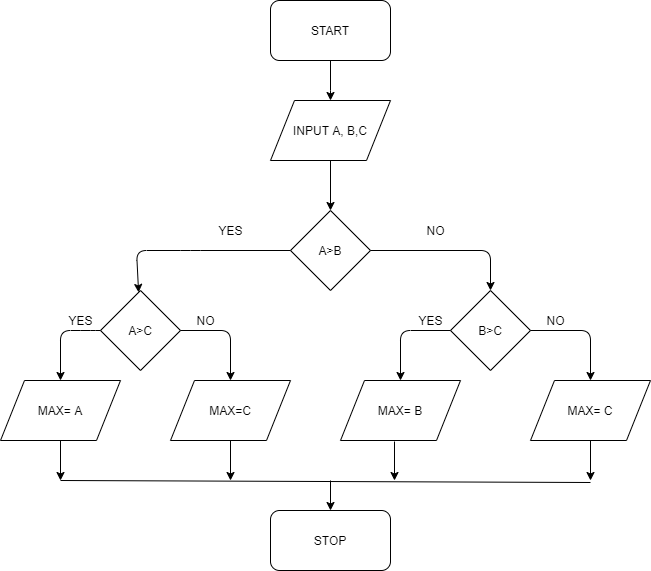 START
INPUT A, B,C
YES
NO
A>B
YES
NO
YES
NO
A>C
B>C
MAX= A
MAX=C
MAX= B
MAX= C
STOP